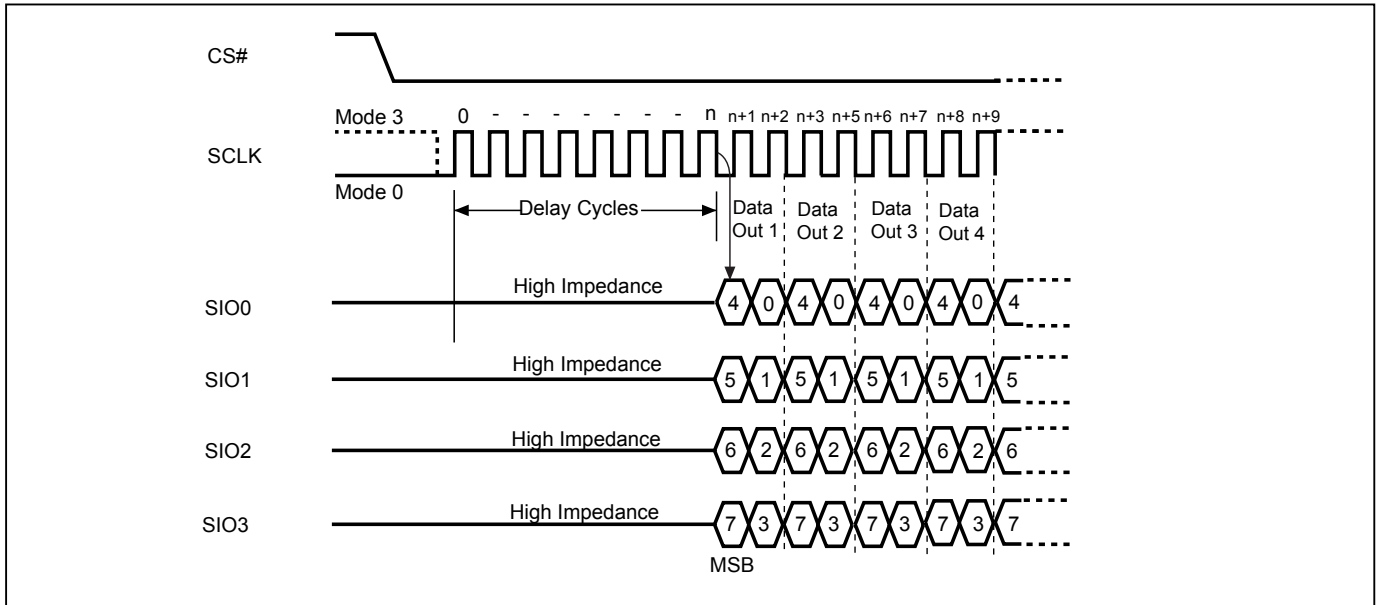 CS#
Mode 3 0 - - - - - - - n n+1 n+2 n+3 n+5 n+6 n+7 n+8 n+9
SCLK
Mode 0
Delay Cycles
Data Out 1
Data Out 2
Data Out 3
Data Out 4
SIO0 High Impedance 4 0 4 0 4 0 4 0 4
SIO1 High Impedance 5 1 5 1 5 1 5 1 5
SIO2 High Impedance 6 2 6 2 6 2 6 2 6
SIO3 High Impedance 7 3 7 3 7 3 7 3 7
MSB